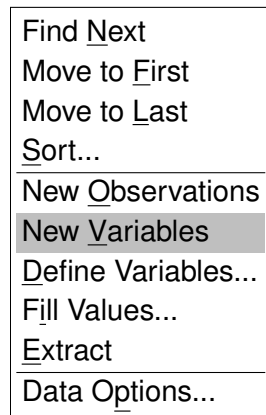 Find Next
Move to First
Move to Last
Sort...
New Observations
New Variables
Define Variables...
Fill Values...
Extract
Data Options...